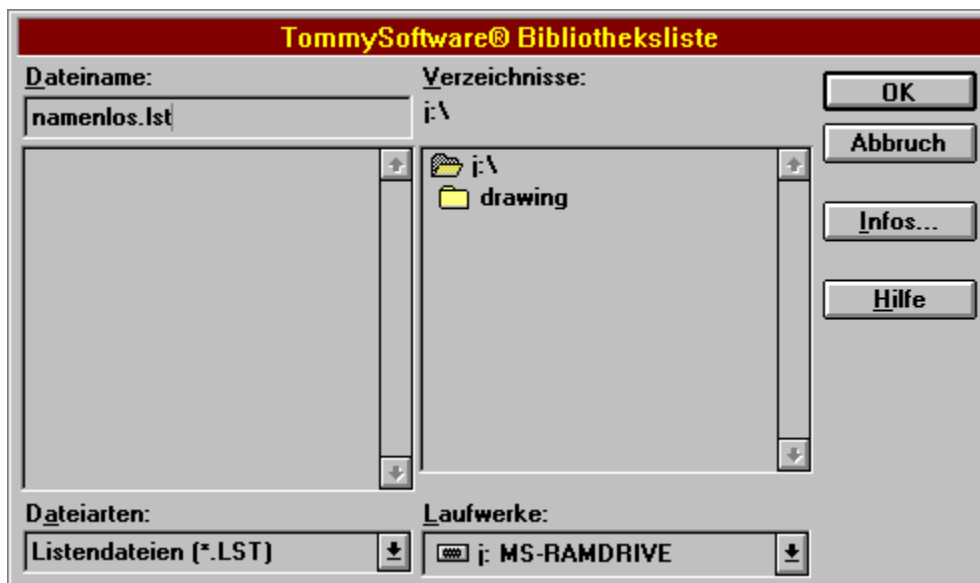 TommySoftware® Bibliotheksliste
Dateiname:
namenlos.lst
Verzeichnisse:
j:\
j:\
drawing
OK
Abbruch
Infos...
Hilfe
Dateiarten:
Listendateien (*.LST)
Laufwerke:
j: MS-RAMDRIVE